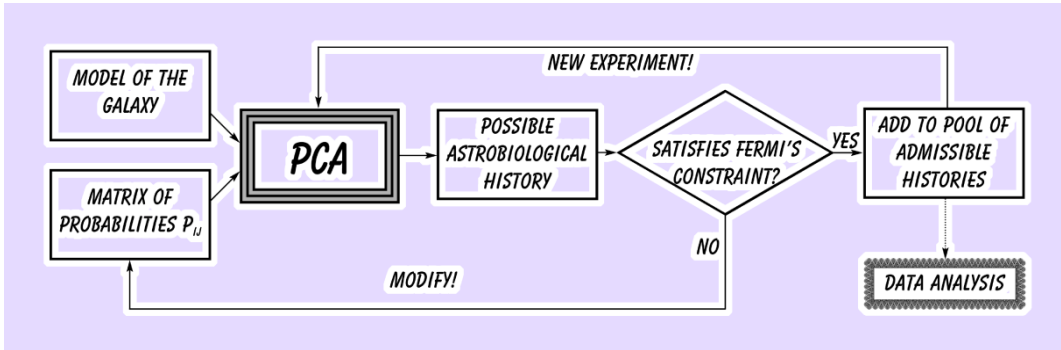 NEW EXPERIMENT!
MODEL OF THE
GALAXY
PCA
POSSIBLE
ASTROBIOLOGICAL
HISTORY
SATISFIES FERMI'S
CONSTRAINT?
YES
ADD TO POOL OF
ADMISSIBLE
HISTORIES
MATRIX OF
PROBABILITIES PIJ
NO
MODIFY!
DATA ANALYSIS